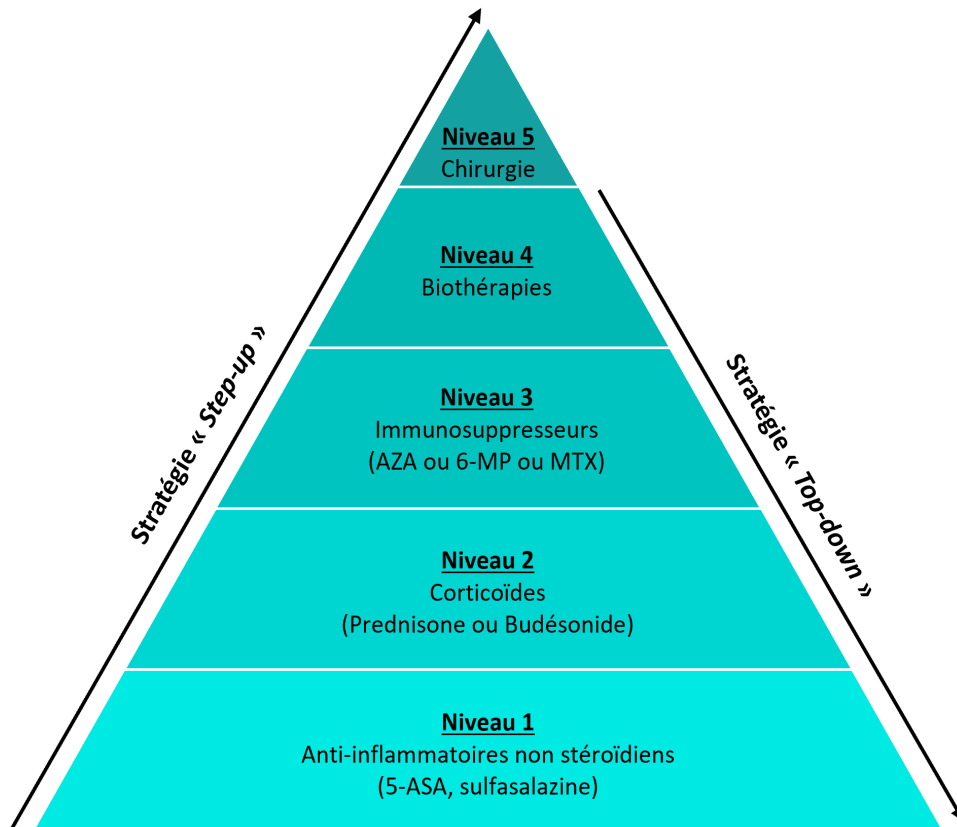 Niveau 5
Chirurgie
Niveau 4
Biothérapies
Niveau 3
Immunosuppresseurs
(AZA ou 6-MP ou MTX)
Niveau 2
Corticoïdes
(Prednisone ou Budésonide)
Niveau 1
Anti-inflammatoires non stéroïdiens
(5-ASA, sulfasalazine)
Stratégie « Step-up »
Stratégie « Top-down »